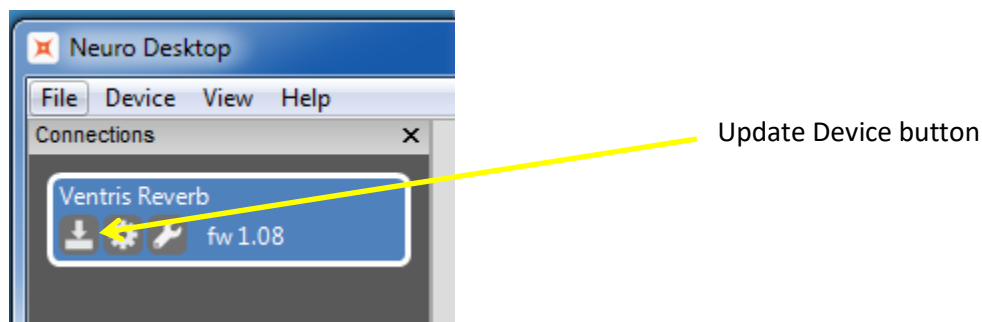 Neuro Desktop
File Device View Help
Connections
Update Device button
Ventris Reverb
fw 1.08